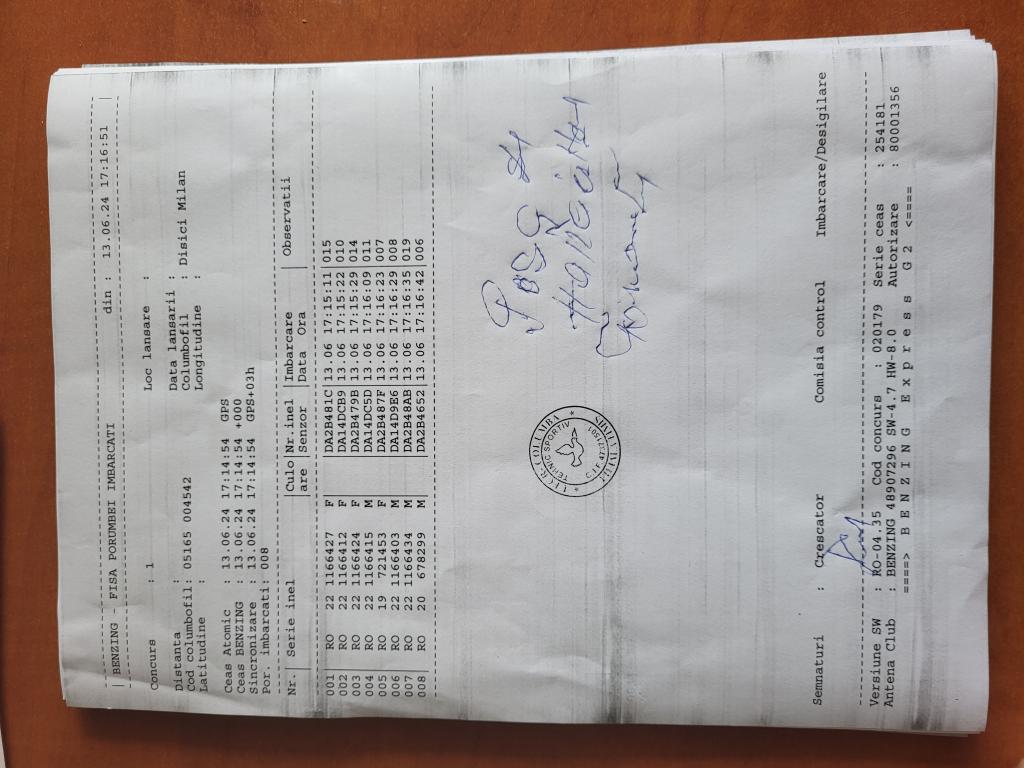 | BENZING - FISA PORUMBEI IMBARCATI din : 13.06.24 17:16:51 |
Concurs : 1 Loc lansare :
Distanta : Data lansarii :
Cod columbofil: 05165 004542 Columbofil : Disici Milan
Latitudine : Longitudine :
Ceas Atomic : 13.06.24 17:14:54 GPS
Ceas BENZING : 13.06.24 17:14:54 +000
Sincronizare : 13.06.24 17:14:54 GPS+03h
Por. imbarcati: 008
Nr.| Serie inel |Culo|Nr.inel |Imbarcare | Observatii
|are |Senzor |Data Ora |
001 | RO 22 1166427 F | |DA2B481C|13.06 17:15:11|015
002 | RO 22 1166412 F | |DA14DCB9|13.06 17:15:22|010
003 | RO 22 1166424 F | |DA2B479B|13.06 17:15:29|014
004 | RO 22 1166415 M | |DA14DC5D|13.06 17:16:09|011
005 | RO 19 721453 F | |DA2B487F|13.06 17:16:23|007
006 | RO 22 1166403 M | |DA14D9E6|13.06 17:16:29|008
007 | RO 22 1166434 M | |DA2B48AB|13.06 17:16:35|019
008 | RO 20 678299 M | |DA2B4652|13.06 17:16:42|006
COLUMBA
TEHNIC SPORTIV
Semnaturi : Crescator Comisia control Imbarcare/Desigilare
Versiune SW : RO-04.35 Cod concurs : 020179 Serie ceas : 254181
Antena Club : BENZING 48907296 SW-4.7 HW-8.0 Autorizare : 80001356
====> B E N Z I N G E x p r e s s G 2 <====